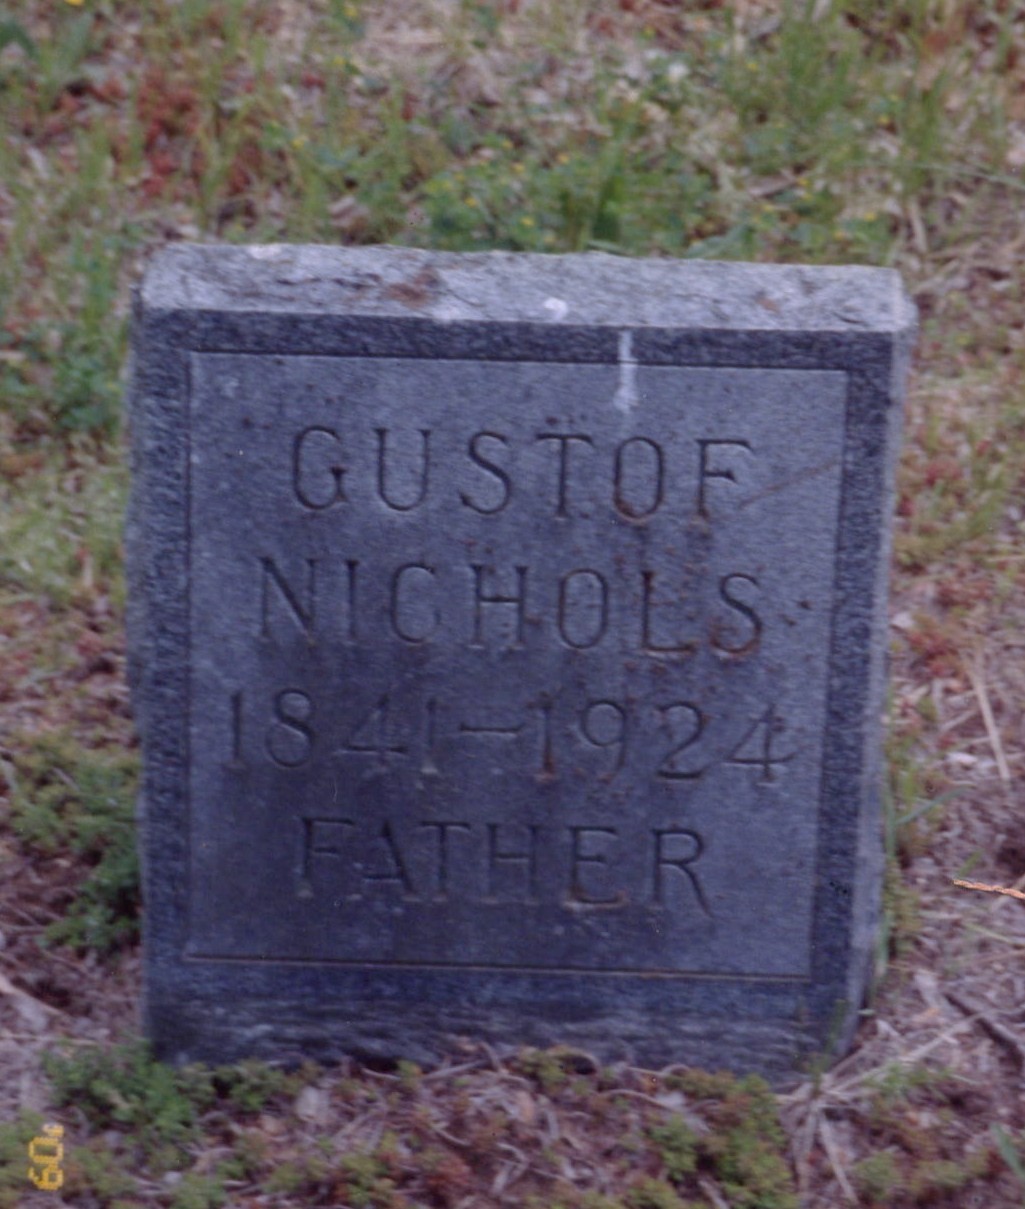 GUSTOF
NICHOLS
1841-1924
FATHER